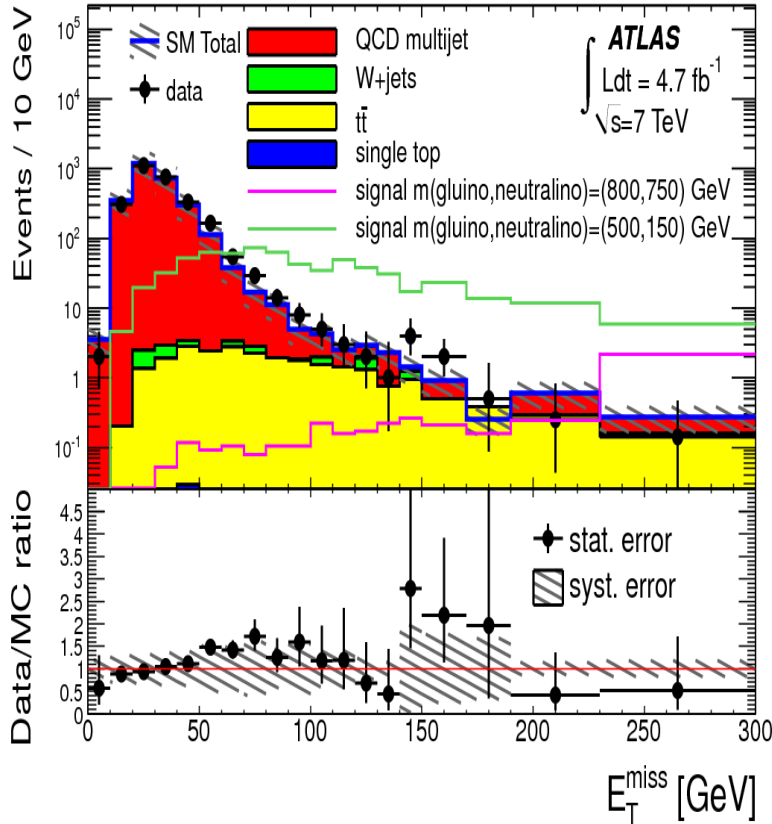 Events / 10 GeV
10^5
10^4
10^3
10^2
10
1
10^-1
SM Total
data
QCD multijet
W+jets
tt̄
single top
signal m(gluino,neutralino)=(800,750) GeV
signal m(gluino,neutralino)=(500,150) GeV
ATLAS
∫ Ldt = 4.7 fb^-1
√s=7 TeV
Data/MC ratio
4.5
4
3.5
3
2.5
2
1.5
1
0.5
0
stat. error
syst. error
0 50 100 150 200 250 300
E_T^miss [GeV]